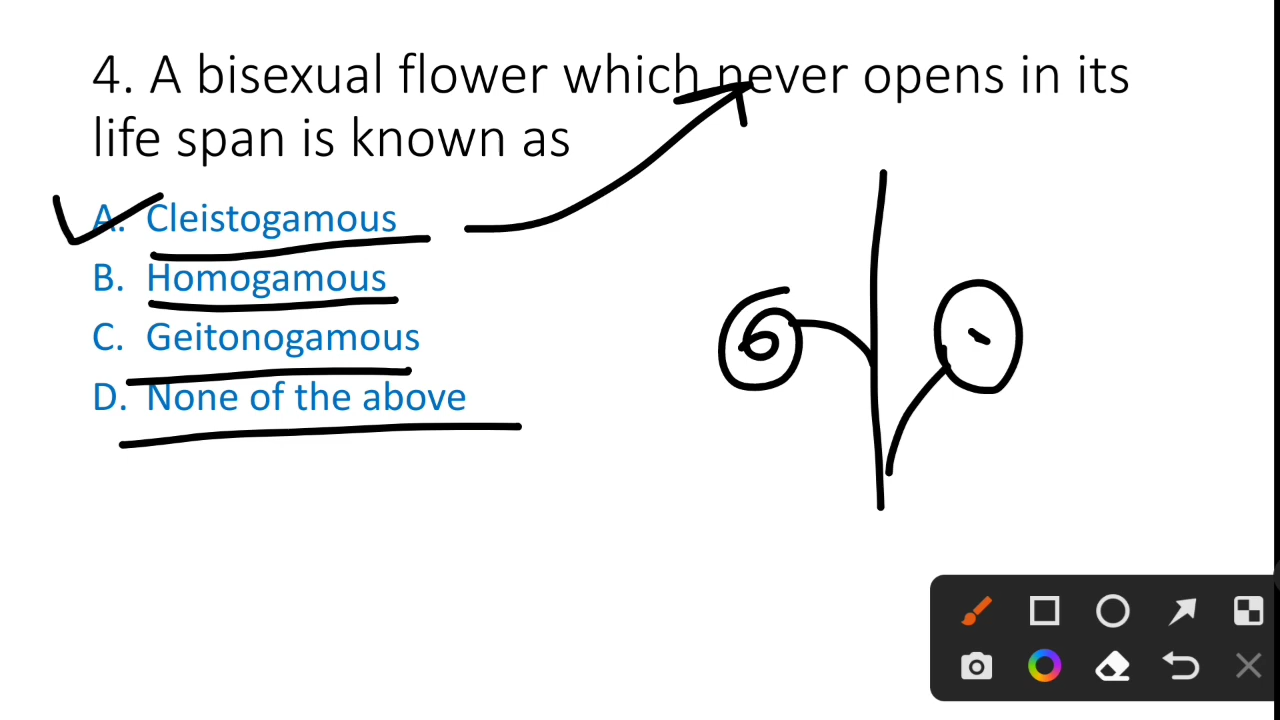 4. A bisexual flower which never opens in its
life span is known as
A. Cleistogamous
B. Homogamous
C. Geitonogamous
D. None of the above